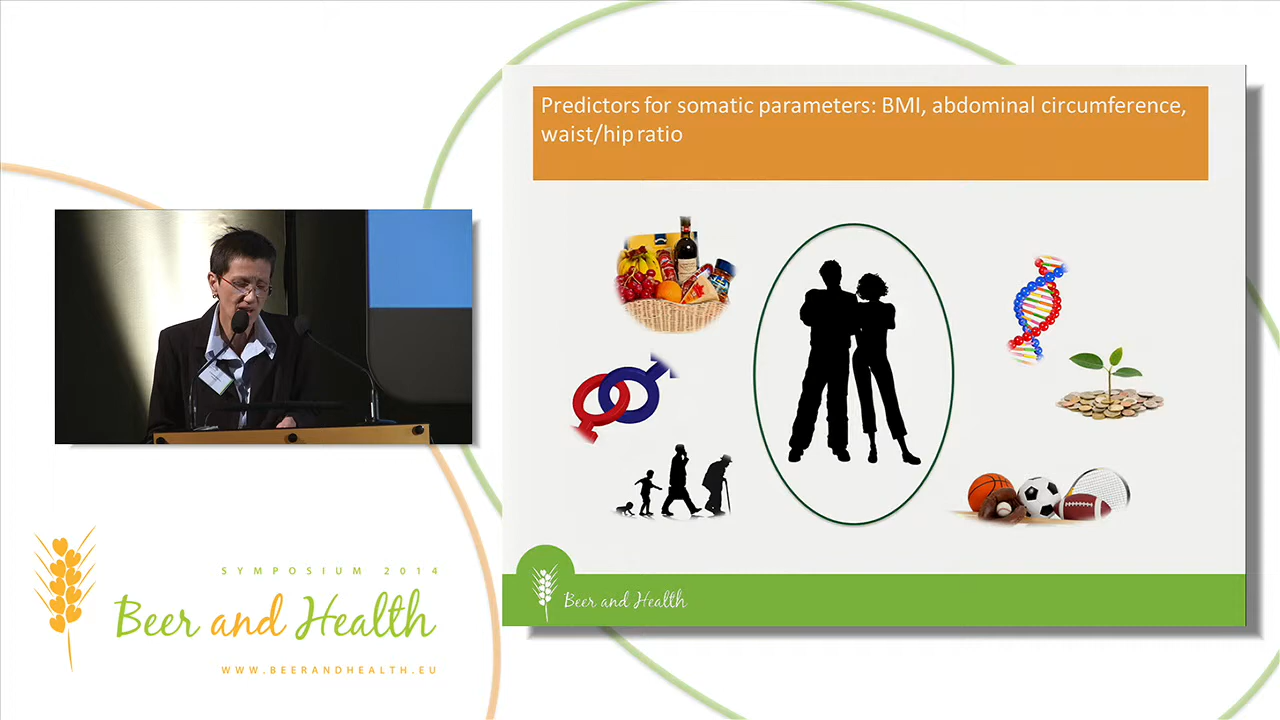 Predictors for somatic parameters: BMI, abdominal circumference,
waist/hip ratio
Beer and Health
SYMPOSIUM 2014
Beer and Health
WWW.BEERANDHEALTH.EU